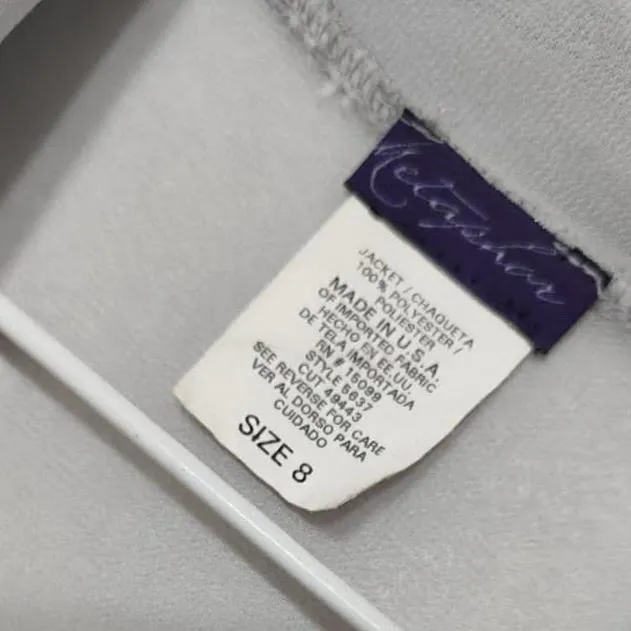 Metaphor
JACKET / CHAQUETA
100% POLYESTER /
POLIESTER
MADE IN U.S.A.
OF IMPORTED FABRIC
HECHO EN EE.UU.
DE TELA IMPORTADA
RN # 15099
STYLE 5637
CUT 49443
SEE REVERSE FOR CARE
VER AL DORSO PARA
CUIDADO
SIZE 8